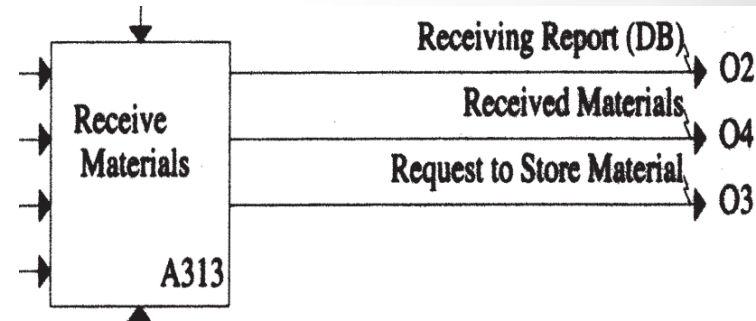 Receiving Report (DB)
O2
Received Materials
O4
Request to Store Material
O3
Receive
Materials
A313